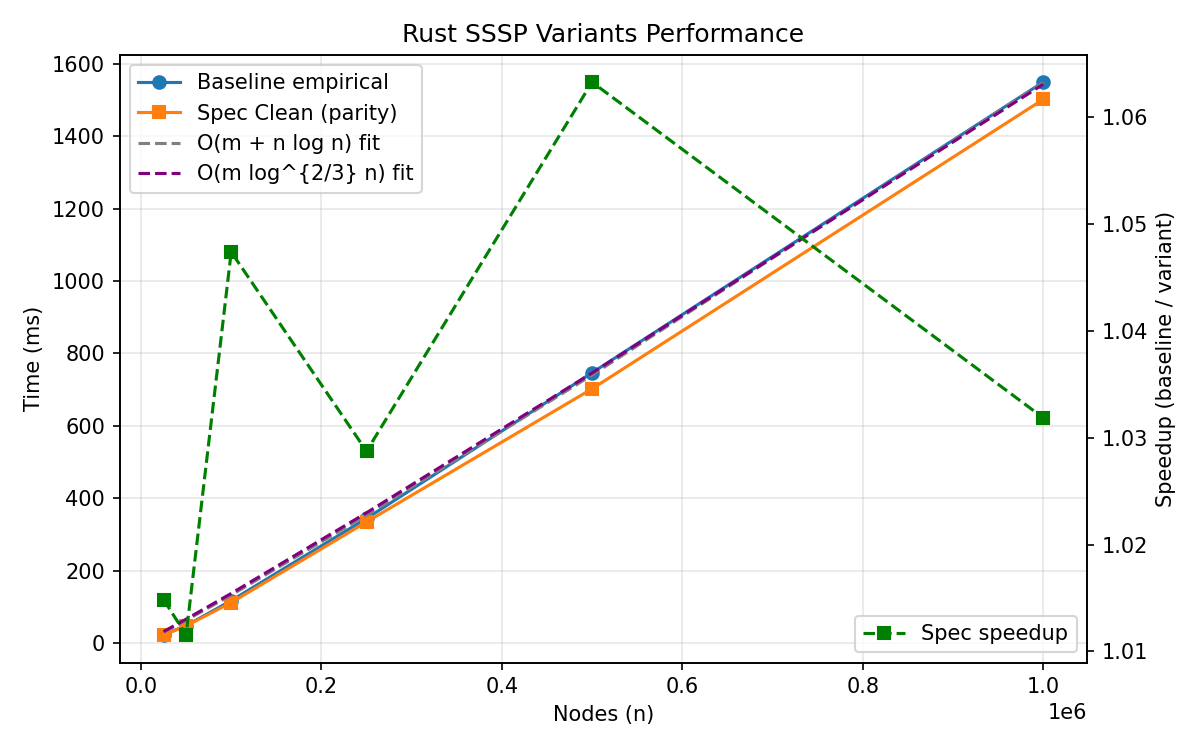 Rust SSSP Variants Performance
Baseline empirical
Spec Clean (parity)
O(m + n log n) fit
O(m log^{2/3} n) fit
Time (ms)
1600
1400
1200
1000
800
600
400
200
0
0.0
0.2
0.4
0.6
0.8
1.0
1e6
Nodes (n)
Speedup (baseline / variant)
1.06
1.05
1.04
1.03
1.02
1.01
Spec speedup